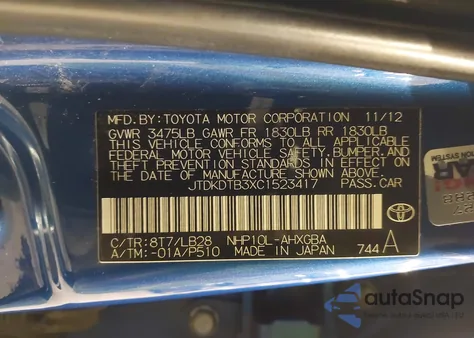 MFD. BY: TOYOTA MOTOR CORPORATION 11/12
GVWR 3475LB GAWR FR 1830LB RR 1830LB
THIS VEHICLE CONFORMS TO ALL APPLICABLE
FEDERAL MOTOR VEHICLE SAFETY, BUMPER, AND
THEFT PREVENTION STANDARDS IN EFFECT ON
THE DATE OF MANUFACTURE SHOWN ABOVE.
JTDKDTB3XC1523417 PASS.CAR
C/TR: 8T7/LB28 NHP10L-AHXGBA
A/TM: -01A/P510 MADE IN JAPAN 744 A
autoSnap